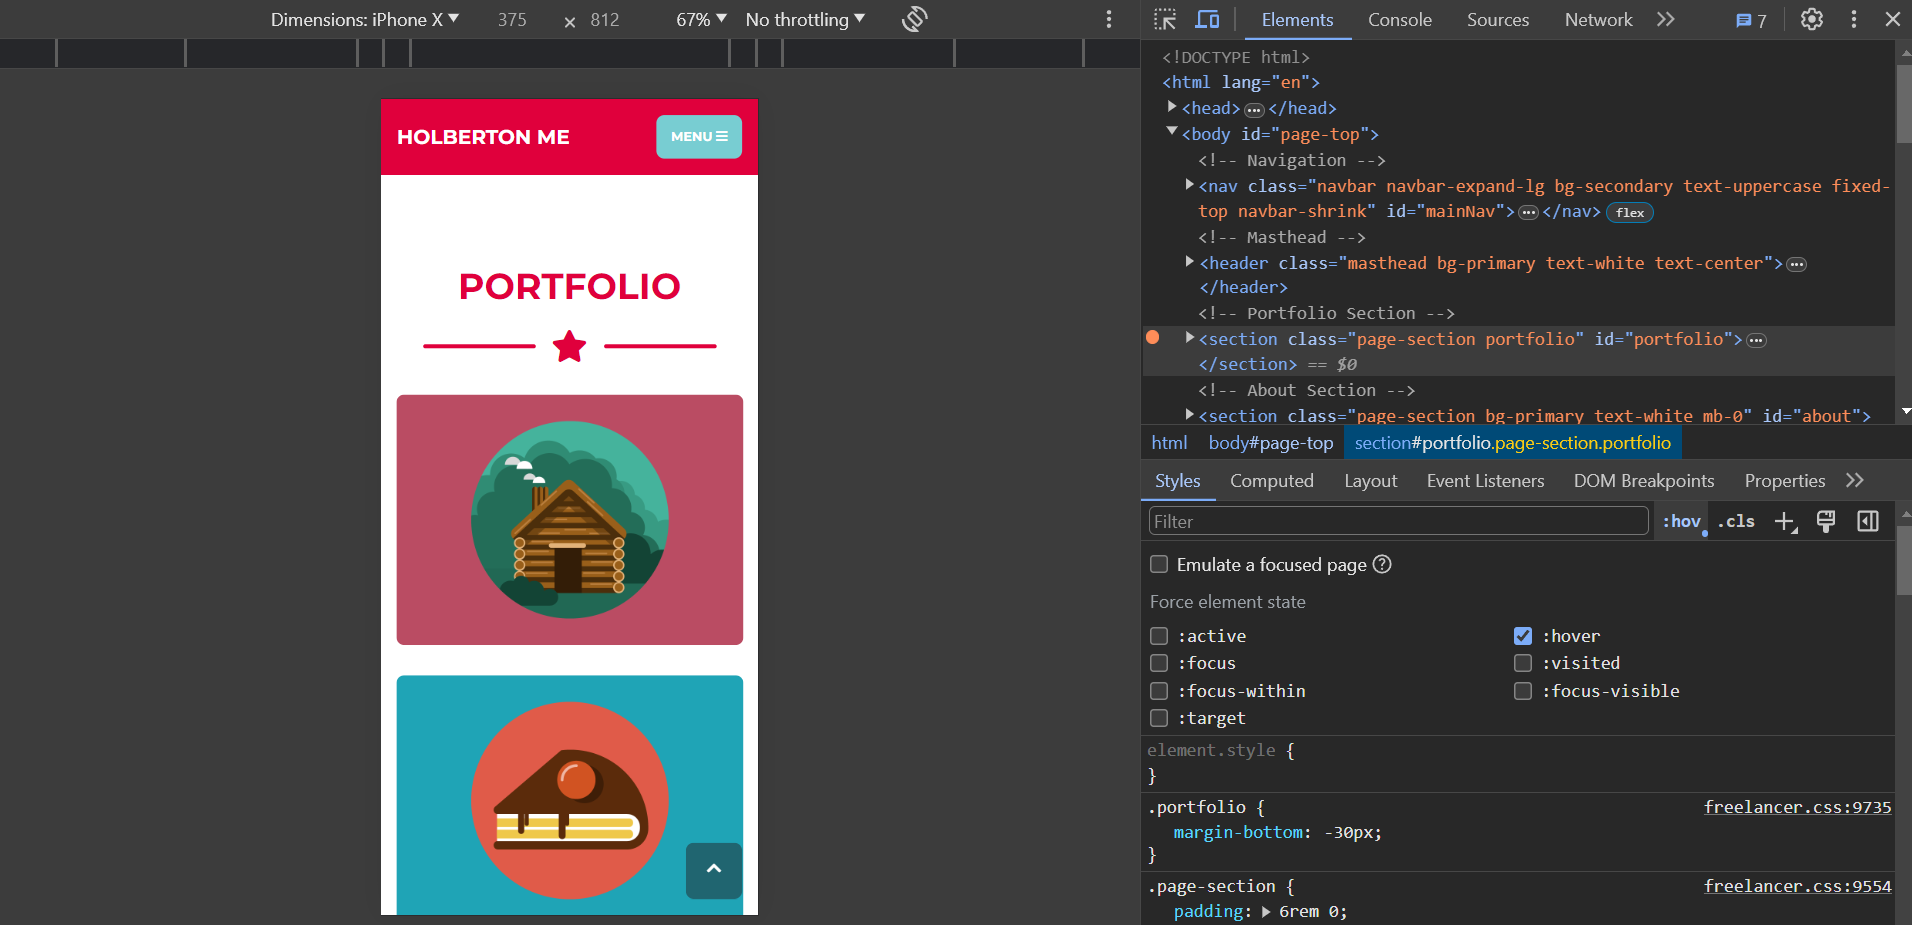 Dimensions: iPhone X ▼ 375 × 812 67% ▼ No throttling ▼
HOLBERTON ME
MENU
PORTFOLIO
Elements Console Sources Network 7
<!DOCTYPE html>
<html lang="en">
<head> ••• </head>
<body id="page-top">
<!-- Navigation -->
<nav class="navbar navbar-expand-lg bg-secondary text-uppercase fixed-
top navbar-shrink" id="mainNav"> ••• </nav> flex
<!-- Masthead -->
<header class="masthead bg-primary text-white text-center"> •••
</header>
<!-- Portfolio Section -->
<section class="page-section portfolio" id="portfolio"> •••
</section> == $0
<!-- About Section -->
<section class="page-section bg-primary text-white mb-0" id="about">
html body#page-top section#portfolio.page-section.portfolio
Styles Computed Layout Event Listeners DOM Breakpoints Properties
Filter :hov .cls
Emulate a focused page ?
Force element state
:active :hover
:focus :visited
:focus-within :focus-visible
:target
element.style {
}
.portfolio { freelancer.css:9735
margin-bottom: -30px;
}
.page-section { freelancer.css:9554
padding: 6rem 0;